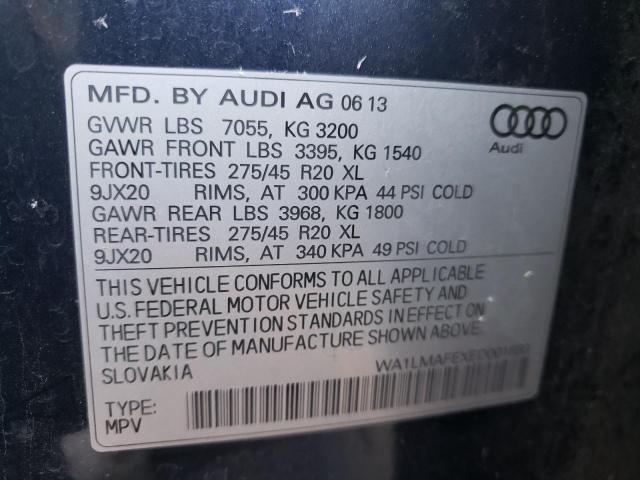 MFD. BY AUDI AG 06 13
GVWR LBS 7055, KG 3200
GAWR FRONT LBS 3395, KG 1540
FRONT-TIRES 275/45 R20 XL
9JX20 RIMS, AT 300 KPA 44 PSI COLD
GAWR REAR LBS 3968, KG 1800
REAR-TIRES 275/45 R20 XL
9JX20 RIMS, AT 340 KPA 49 PSI COLD
Audi
THIS VEHICLE CONFORMS TO ALL APPLICABLE
U.S. FEDERAL MOTOR VEHICLE SAFETY AND
THEFT PREVENTION STANDARDS IN EFFECT ON
THE DATE OF MANUFACTURE SHOWN ABOVE.
SLOVAKIA
TYPE:
MPV